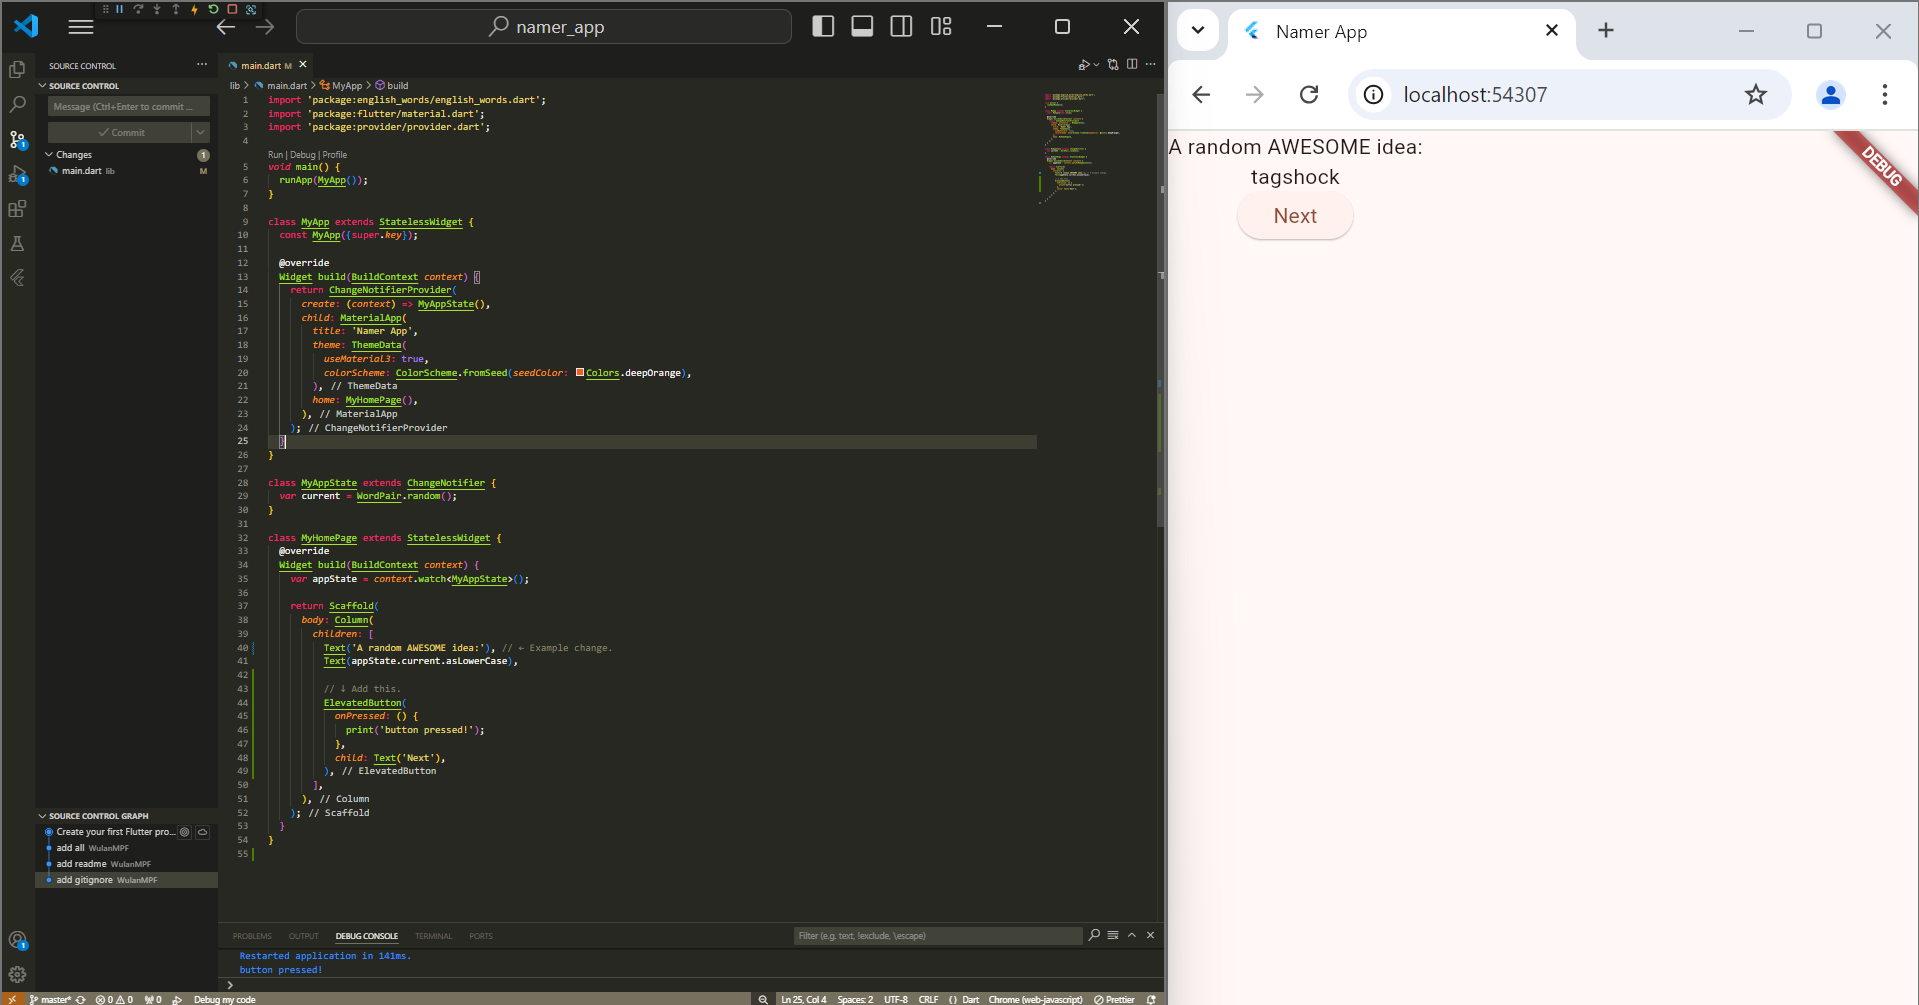 namer_app
SOURCE CONTROL
SOURCE CONTROL
Message (Ctrl+Enter to commit ...
Commit
Changes 1
main.dart lib M
SOURCE CONTROL GRAPH
Create your first Flutter pro...
add all WulanMPF
add readme WulanMPF
add gitignore WulanMPF
main.dart M
lib > main.dart > MyApp > build
1 import 'package:english_words/english_words.dart';
2 import 'package:flutter/material.dart';
3 import 'package:provider/provider.dart';
4
Run | Debug | Profile
5 void main() {
6 runApp(MyApp());
7 }
8
9 class MyApp extends StatelessWidget {
10 const MyApp({super.key});
11
12 @override
13 Widget build(BuildContext context) {
14 return ChangeNotifierProvider(
15 create: (context) => MyAppState(),
16 child: MaterialApp(
17 title: 'Namer App',
18 theme: ThemeData(
19 useMaterial3: true,
20 colorScheme: ColorScheme.fromSeed(seedColor: Colors.deepOrange),
21 ), // ThemeData
22 home: MyHomePage(),
23 ), // MaterialApp
24 ); // ChangeNotifierProvider
25 }
26 }
27
28 class MyAppState extends ChangeNotifier {
29 var current = WordPair.random();
30 }
31
32 class MyHomePage extends StatelessWidget {
33 @override
34 Widget build(BuildContext context) {
35 var appState = context.watch<MyAppState>();
36
37 return Scaffold(
38 body: Column(
39 children: [
40 Text('A random AWESOME idea:'), // ← Example change.
41 Text(appState.current.asLowerCase),
42
43 // ↓ Add this.
44 ElevatedButton(
45 onPressed: () {
46 print('button pressed!');
47 },
48 child: Text('Next'),
49 ), // ElevatedButton
50 ],
51 ), // Column
52 ); // Scaffold
53 }
54 }
55
PROBLEMS OUTPUT DEBUG CONSOLE TERMINAL PORTS
Filter (e.g. text, !exclude, \escape)
Restarted application in 141ms.
button pressed!
master* 0 0 0 Debug my code Ln 25, Col 4 Spaces: 2 UTF-8 CRLF {} Dart Chrome (web-javascript) Prettier
Namer App
localhost:54307
A random AWESOME idea:
tagshock
Next
DEBUG